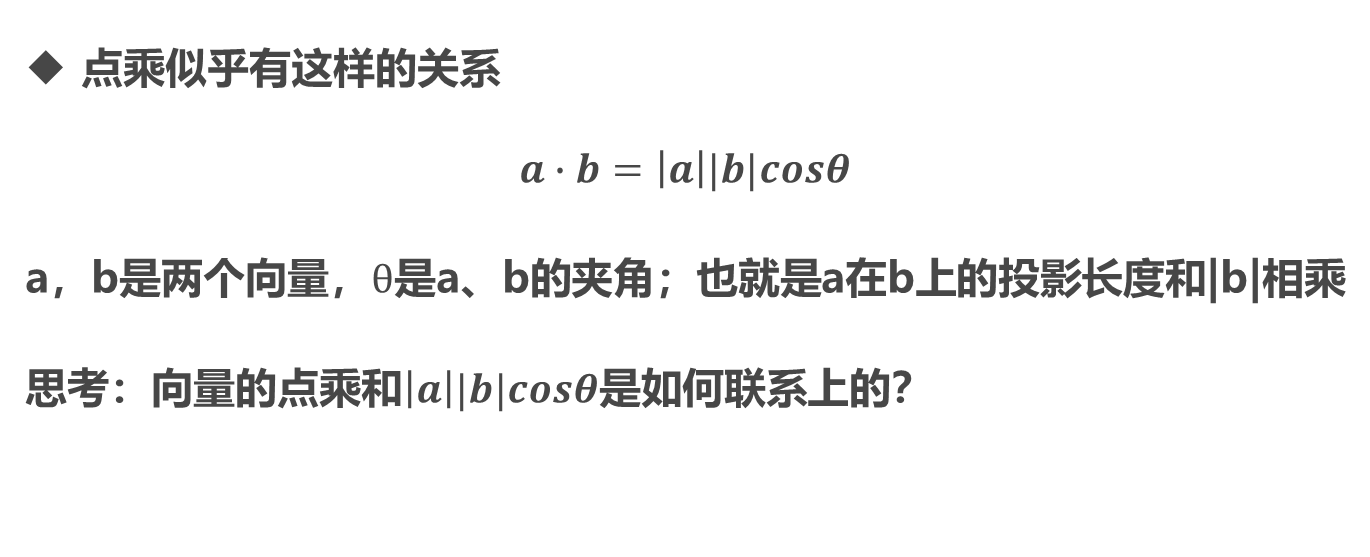 ◆ 点乘似乎有这样的关系
a · b = |a||b|cosθ
a，b是两个向量，θ是a、b的夹角；也就是a在b上的投影长度和|b|相乘
思考：向量的点乘和|a||b|cosθ是如何联系上的？